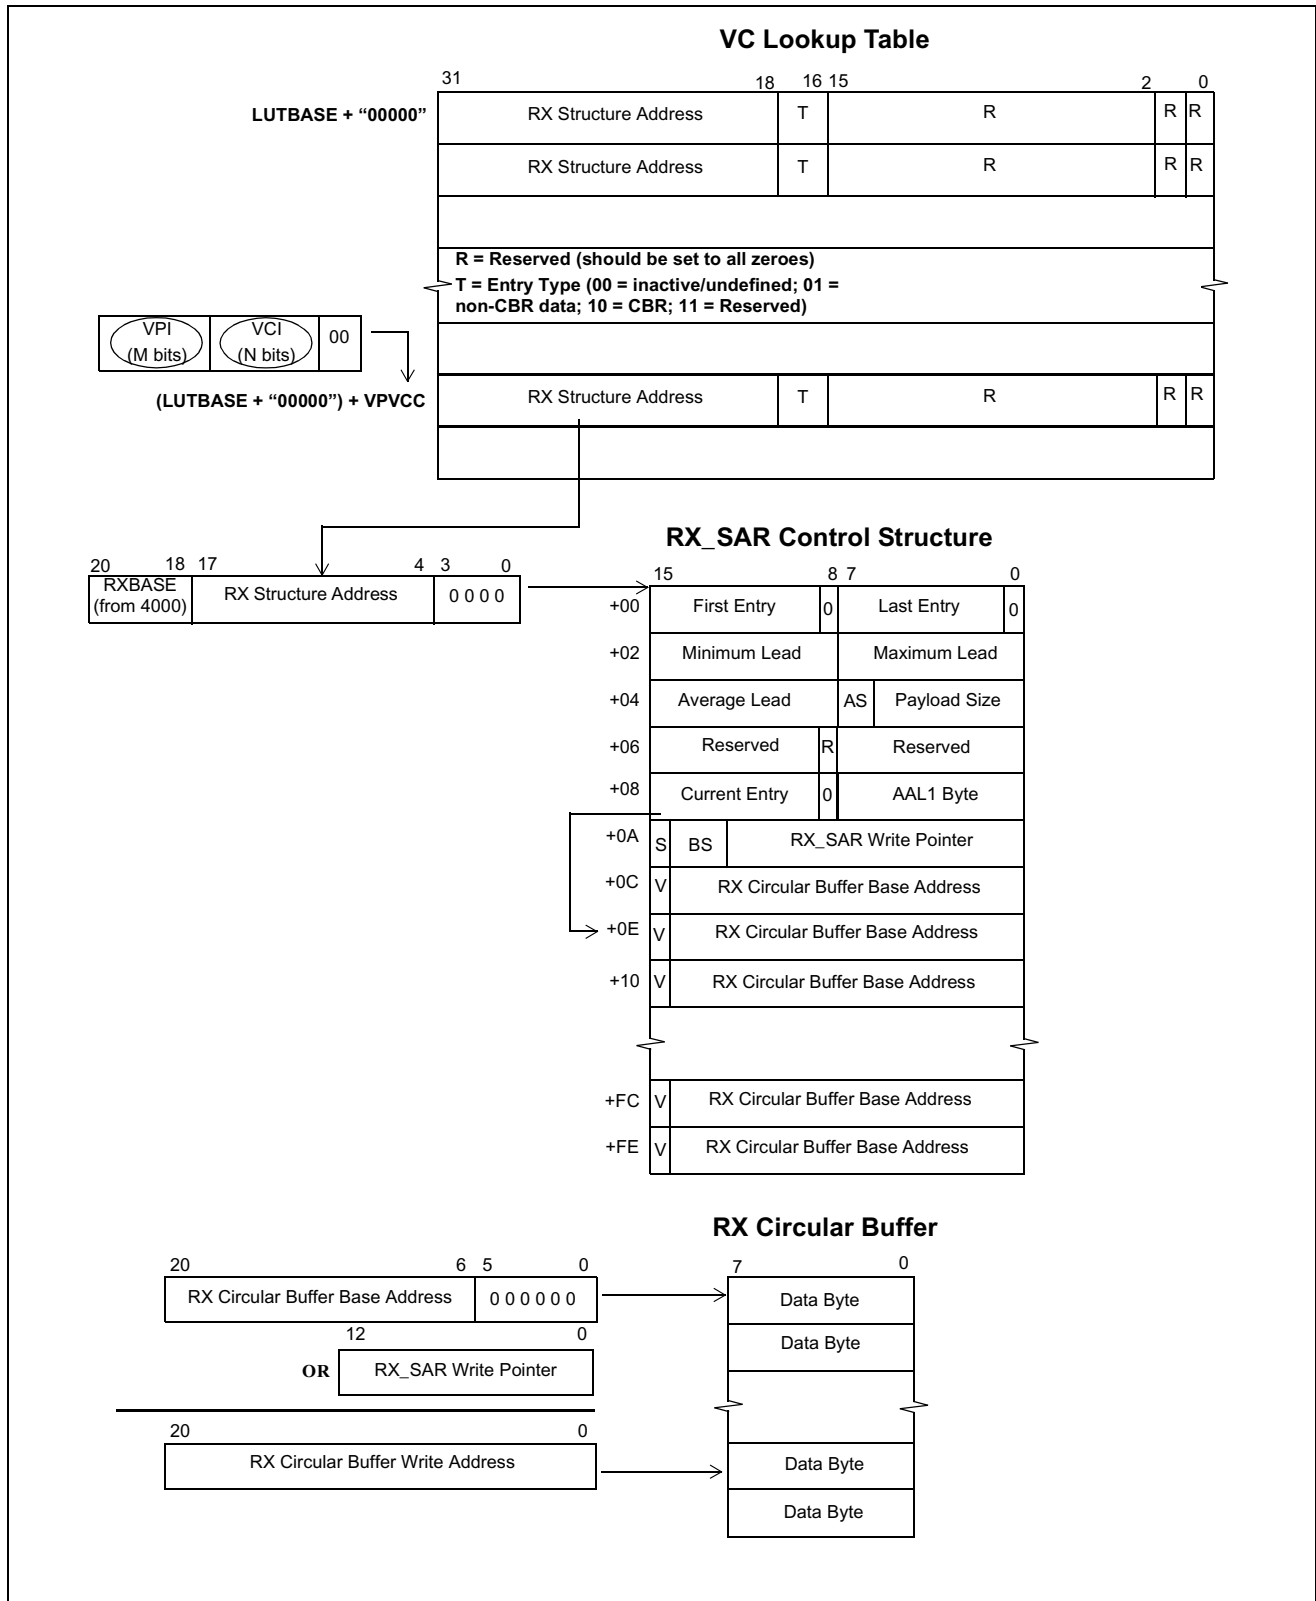 VC Lookup Table
31 18 16 15 2 0
LUTBASE + “00000” RX Structure Address T R R R
RX Structure Address T R R R
R = Reserved (should be set to all zeroes)
T = Entry Type (00 = inactive/undefined; 01 =
non-CBR data; 10 = CBR; 11 = Reserved)
VPI
(M bits)
VCI
(N bits)
00
(LUTBASE + “00000”) + VPVCC RX Structure Address T R R R
20 18 17 4 3 0
RXBASE
(from 4000)
RX Structure Address
0 0 0 0
RX_SAR Control Structure
15 8 7 0
+00 First Entry 0 Last Entry 0
+02 Minimum Lead Maximum Lead
+04 Average Lead AS Payload Size
+06 Reserved R Reserved
+08 Current Entry 0 AAL1 Byte
+0A S BS RX_SAR Write Pointer
+0C V RX Circular Buffer Base Address
+0E V RX Circular Buffer Base Address
+10 V RX Circular Buffer Base Address
+FC V RX Circular Buffer Base Address
+FE V RX Circular Buffer Base Address
RX Circular Buffer
20 6 5 0
RX Circular Buffer Base Address 0 0 0 0 0 0
12 0
OR RX_SAR Write Pointer
20 0
RX Circular Buffer Write Address
7 0
Data Byte
Data Byte
Data Byte
Data Byte